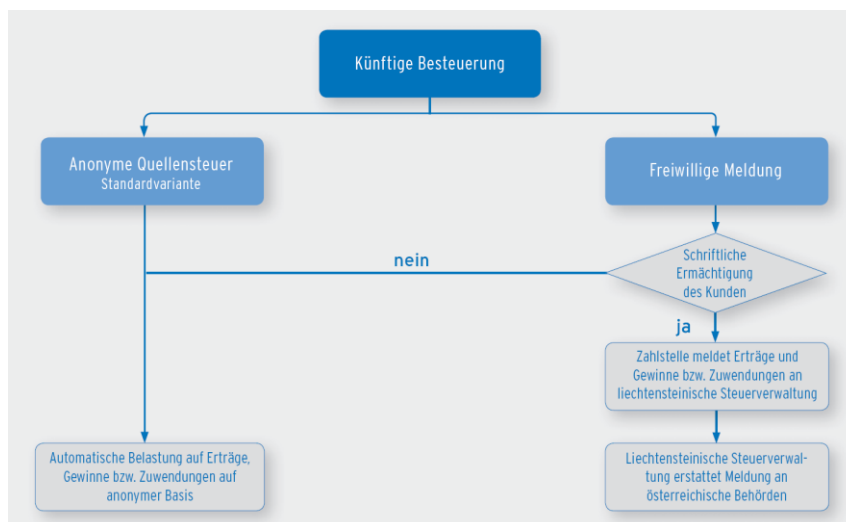 Künftige Besteuerung
Anonyme Quellensteuer
Standardvariante
Freiwillige Meldung
nein
Schriftliche
Ermächtigung
des Kunden
ja
Zahlstelle meldet Erträge und
Gewinne bzw. Zuwendungen an
liechtensteinische Steuerverwaltung
Automatische Belastung auf Erträge,
Gewinne bzw. Zuwendungen auf
anonymer Basis
Liechtensteinische Steuerverwal-
tung erstattet Meldung an
österreichische Behörden